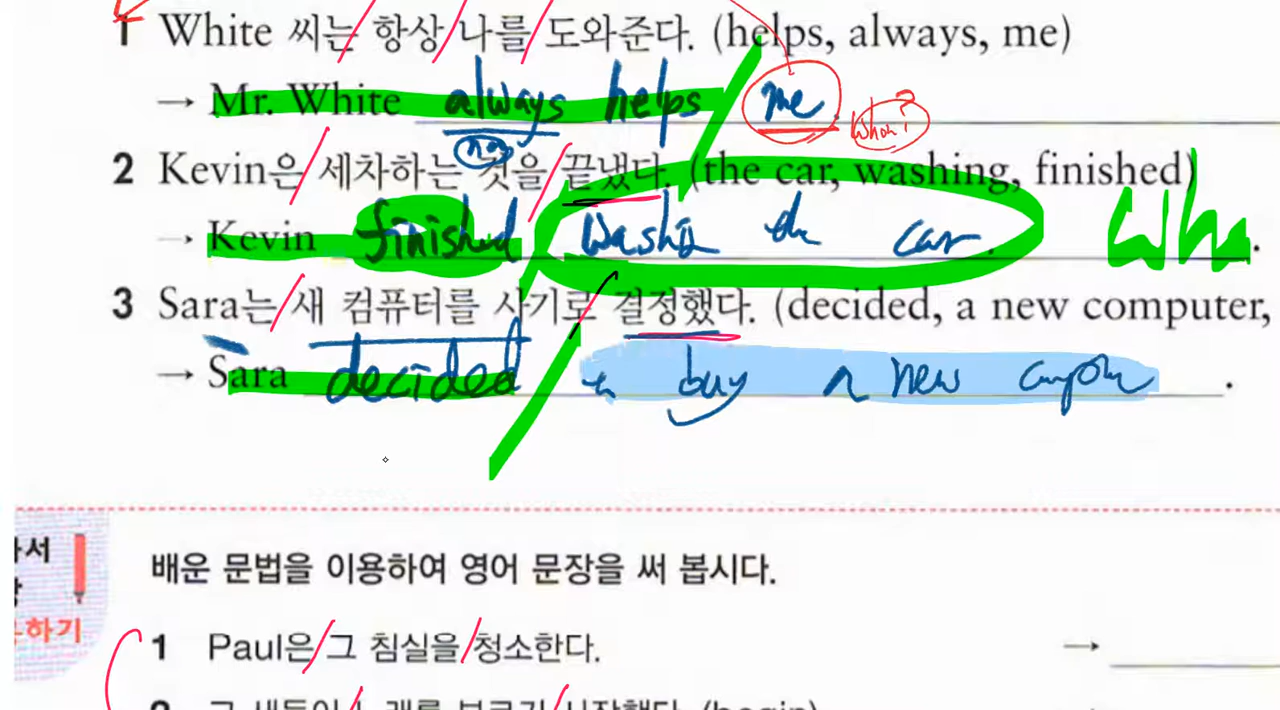 1 White 씨는 항상 나를 도와준다. (helps, always, me)
→ Mr. White always helps me whom?
2 Kevin은 세차하는 것을 끝냈다. (the car, washing, finished)
→ Kevin finished washing the car. Wha
3 Sara는 새 컴퓨터를 사기로 결정했다. (decided, a new computer,
→ Sara decided to buy a new .
배운 문법을 이용하여 영어 문장을 써 봅시다.
하기
1 Paul은 그 침실을 청소한다. →